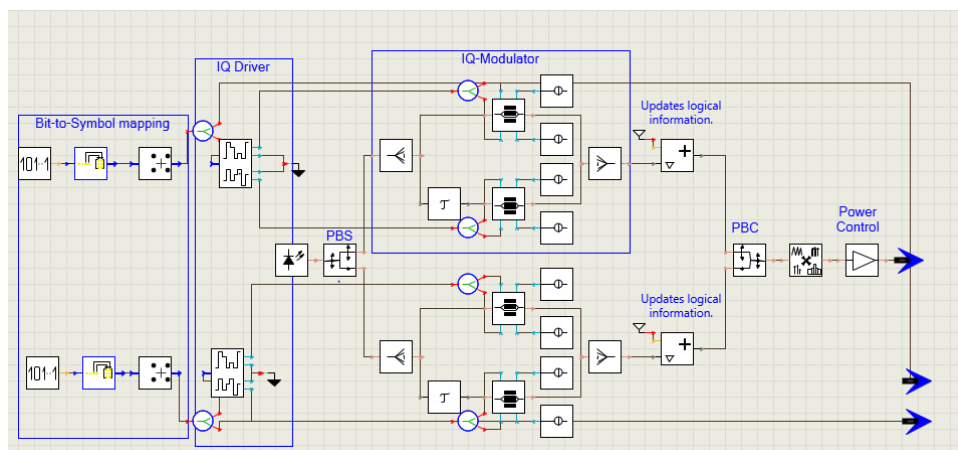 IQ-Modulator
IQ Driver
Updates logical
information.
Bit-to-Symbol mapping
101··1
τ
PBS
PBC
Power
Control
Updates logical
information.
101··1
τ